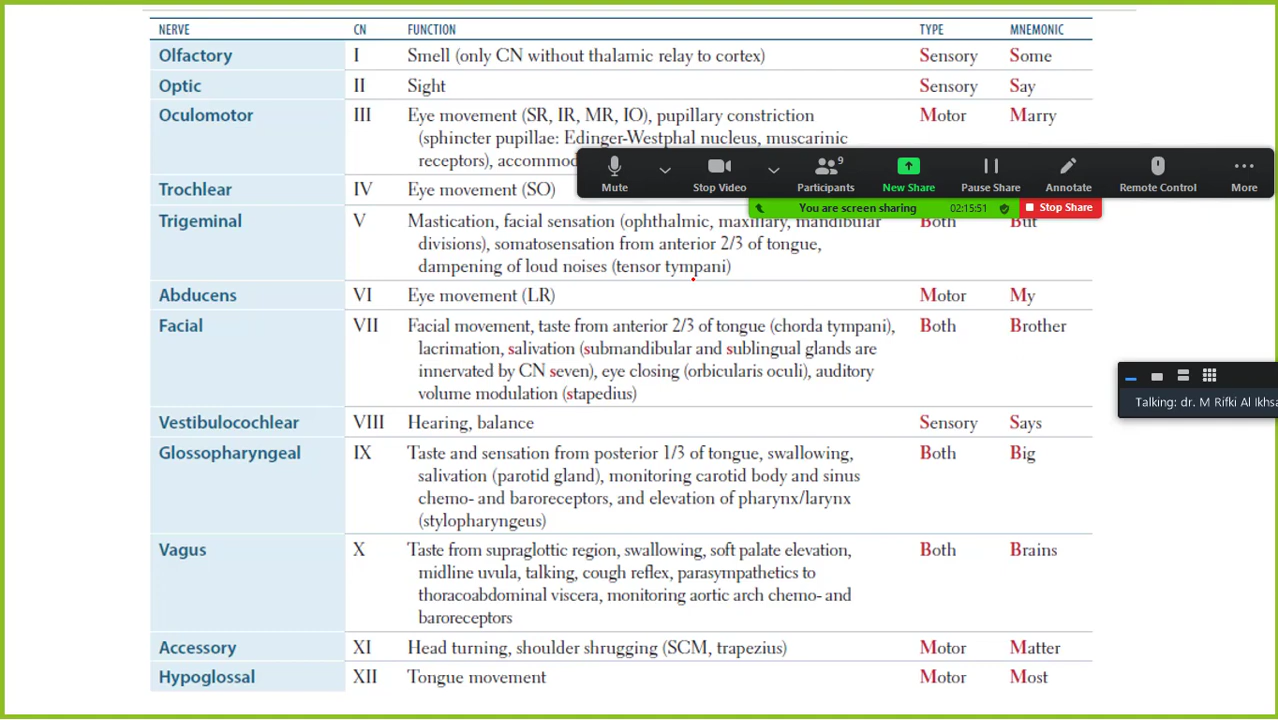 NERVE CN FUNCTION TYPE MNEMONIC
Olfactory I Smell (only CN without thalamic relay to cortex) Sensory Some
Optic II Sight Sensory Say
Oculomotor III Eye movement (SR, IR, MR, IO), pupillary constriction Motor Marry
(sphincter pupillae: Edinger-Westphal nucleus, muscarinic
receptors), accommod
9
Mute Stop Video Participants New Share Pause Share Annotate Remote Control More
Trochlear IV Eye movement (SO)
You are screen sharing 02:15:51 Stop Share
Trigeminal V Mastication, facial sensation (ophthalmic, maxillary, mandibular Both But
divisions), somatosensation from anterior 2/3 of tongue,
dampening of loud noises (tensor tympani)
Abducens VI Eye movement (LR) Motor My
Facial VII Facial movement, taste from anterior 2/3 of tongue (chorda tympani), Both Brother
lacrimation, salivation (submandibular and sublingual glands are
innervated by CN seven), eye closing (orbicularis oculi), auditory
volume modulation (stapedius)
Talking: dr. M Rifki Al Ikhsa
Vestibulocochlear VIII Hearing, balance Sensory Says
Glossopharyngeal IX Taste and sensation from posterior 1/3 of tongue, swallowing, Both Big
salivation (parotid gland), monitoring carotid body and sinus
chemo- and baroreceptors, and elevation of pharynx/larynx
(stylopharyngeus)
Vagus X Taste from supraglottic region, swallowing, soft palate elevation, Both Brains
midline uvula, talking, cough reflex, parasympathetics to
thoracoabdominal viscera, monitoring aortic arch chemo- and
baroreceptors
Accessory XI Head turning, shoulder shrugging (SCM, trapezius) Motor Matter
Hypoglossal XII Tongue movement Motor Most